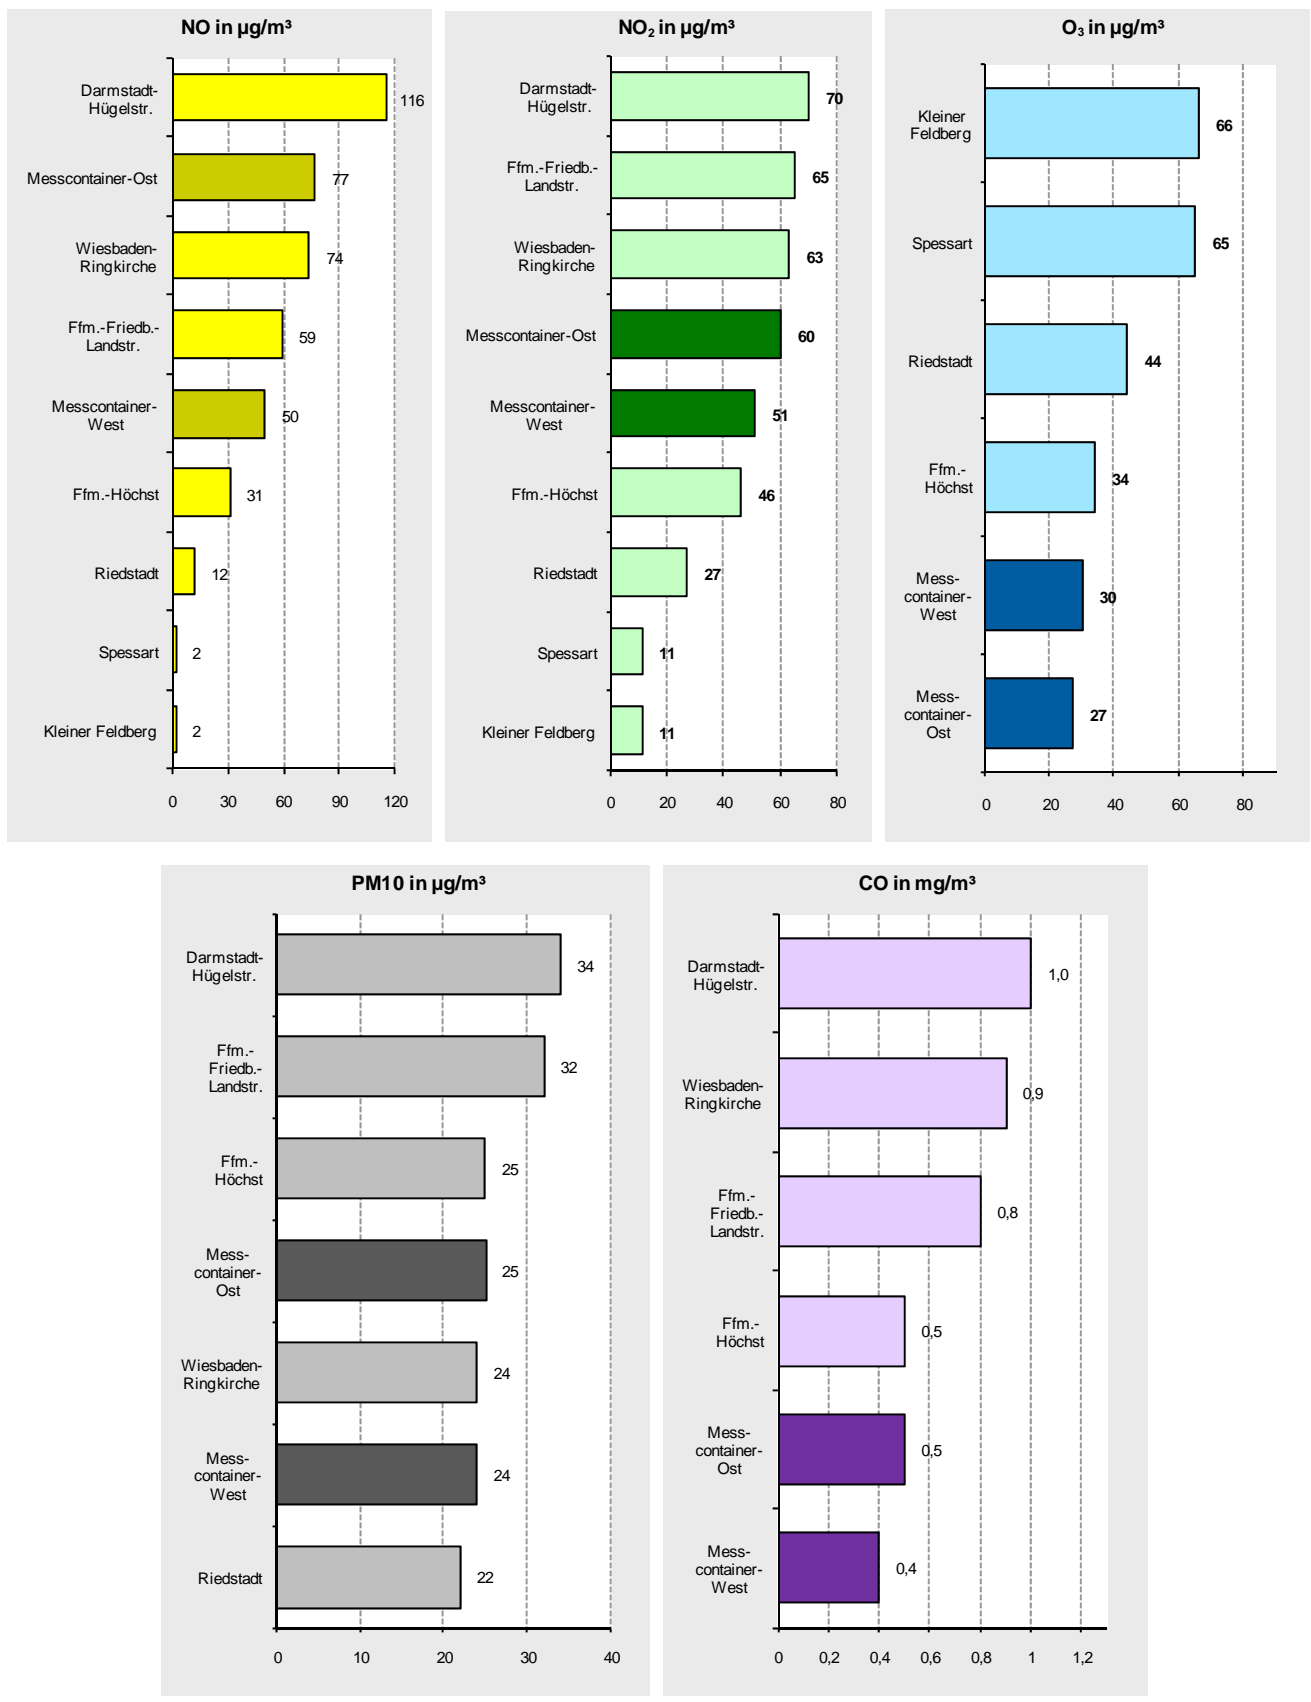 NO in µg/m³
Darmstadt-
Hügelstr.
116
Messcontainer-Ost
77
Wiesbaden-
Ringkirche
74
Ffm.-Friedb.-
Landstr.
59
Messcontainer-
West
50
Ffm.-Höchst
31
Riedstadt
12
Spessart
2
Kleiner Feldberg
2
0 30 60 90 120
NO₂ in µg/m³
Darmstadt-
Hügelstr.
70
Ffm.-Friedb.-
Landstr.
65
Wiesbaden-
Ringkirche
63
Messcontainer-Ost
60
Messcontainer-
West
51
Ffm.-Höchst
46
Riedstadt
27
Spessart
11
Kleiner Feldberg
11
0 20 40 60 80
O₃ in µg/m³
Kleiner
Feldberg
66
Spessart
65
Riedstadt
44
Ffm.-
Höchst
34
Mess-
container-
West
30
Mess-
container-
Ost
27
0 20 40 60 80
PM10 in µg/m³
Darmstadt-
Hügelstr.
34
Ffm.-
Friedb.-
Landstr.
32
Ffm.-
Höchst
25
Mess-
container-
Ost
25
Wiesbaden-
Ringkirche
24
Mess-
container-
West
24
Riedstadt
22
0 10 20 30 40
CO in mg/m³
Darmstadt-
Hügelstr.
1,0
Wiesbaden-
Ringkirche
0,9
Ffm.-
Friedb.-
Landstr.
0,8
Ffm.-
Höchst
0,5
Mess-
container-
Ost
0,5
Mess-
container-
West
0,4
0 0,2 0,4 0,6 0,8 1 1,2